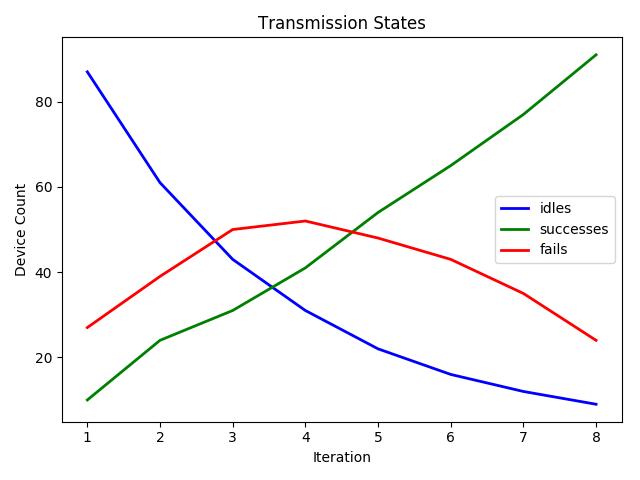 Transmission States
Device Count
80
60
40
20
idles
successes
fails
1 2 3 4 5 6 7 8
Iteration